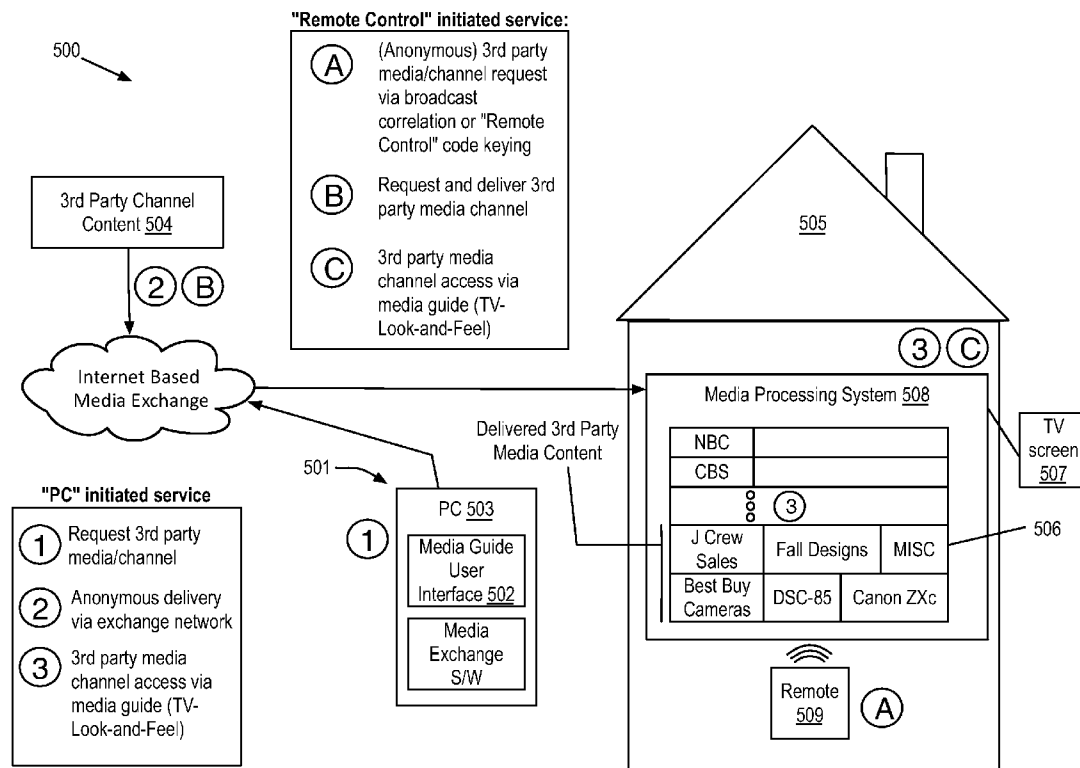 "Remote Control" initiated service:
500
A
(Anonymous) 3rd party
media/channel request
via broadcast
correlation or "Remote
Control" code keying
B
Request and deliver 3rd
party media channel
C
3rd party media
channel access via
media guide (TV-
Look-and-Feel)
3rd Party Channel
Content 504
2 B
Internet Based
Media Exchange
"PC" initiated service
1
Request 3rd party
media/channel
2
Anonymous delivery
via exchange network
3
3rd party media
channel access via
media guide (TV-
Look-and-Feel)
501
1
PC 503
Media Guide
User
Interface 502
Media
Exchange
S/W
Delivered 3rd Party
Media Content
505
3 C
Media Processing System 508
NBC
CBS
3
J Crew
Sales
Fall Designs
MISC
Best Buy
Cameras
DSC-85
Canon ZXc
TV
screen
507
506
Remote
509
A